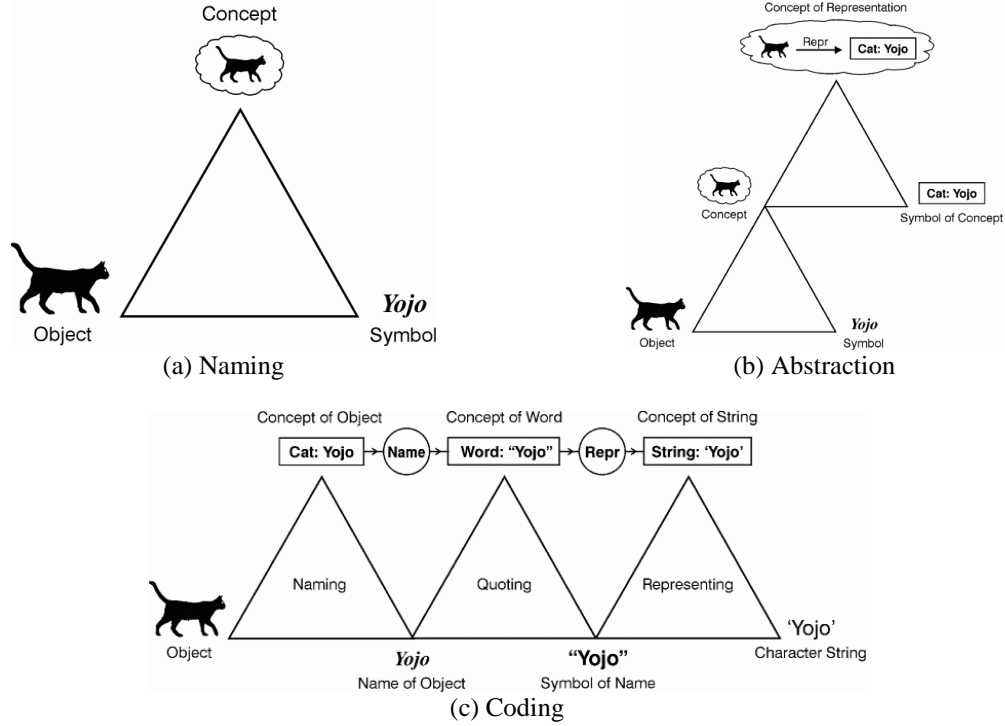 Concept
Object
Yojo
Symbol
(a) Naming
Concept of Representation
Repr
Cat: Yojo
Concept
Cat: Yojo
Symbol of Concept
Object
Yojo
Symbol
(b) Abstraction
Concept of Object
Concept of Word
Concept of String
Cat: Yojo
Name
Word: “Yojo”
Repr
String: ‘Yojo’
Naming
Quoting
Representing
Object
Yojo
Name of Object
“Yojo”
Symbol of Name
‘Yojo’
Character String
(c) Coding